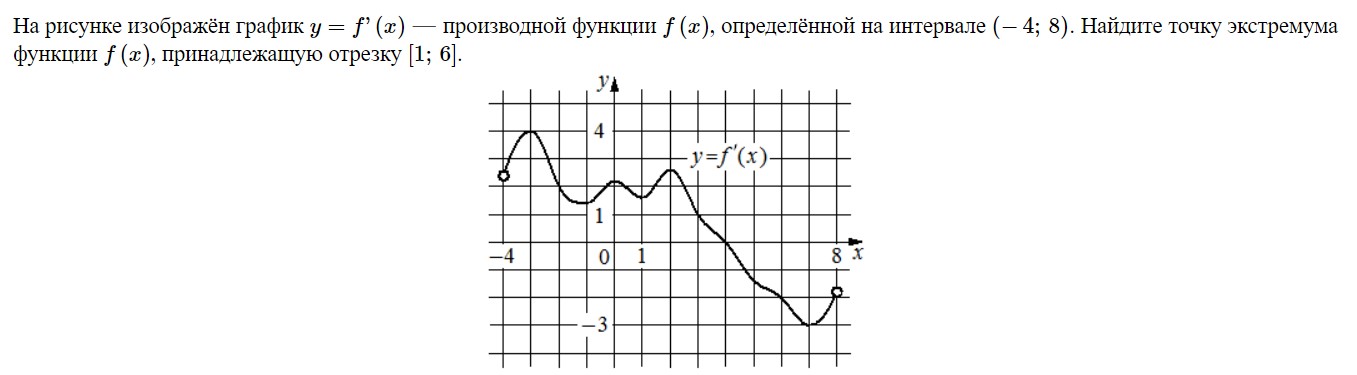 На рисунке изображён график y = f’ (x) — производной функции f (x), определённой на интервале (− 4; 8). Найдите точку экстремума
функции f (x), принадлежащую отрезку [1; 6].
y
4
y=f′(x)
1
−4 0 1 8 x
−3